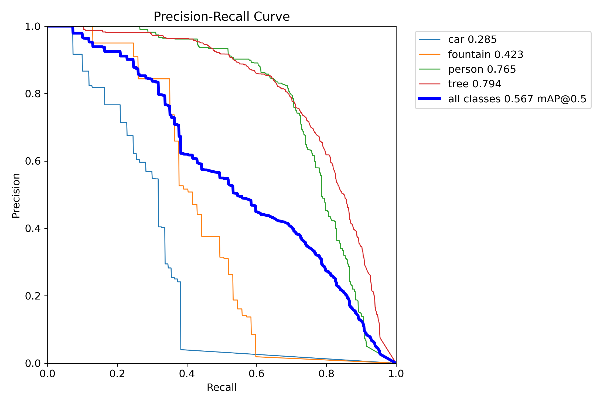 Precision-Recall Curve
car 0.285
fountain 0.423
person 0.765
tree 0.794
all classes 0.567 mAP@0.5
Precision
1.0
0.8
0.6
0.4
0.2
0.0
0.0 0.2 0.4 0.6 0.8 1.0
Recall